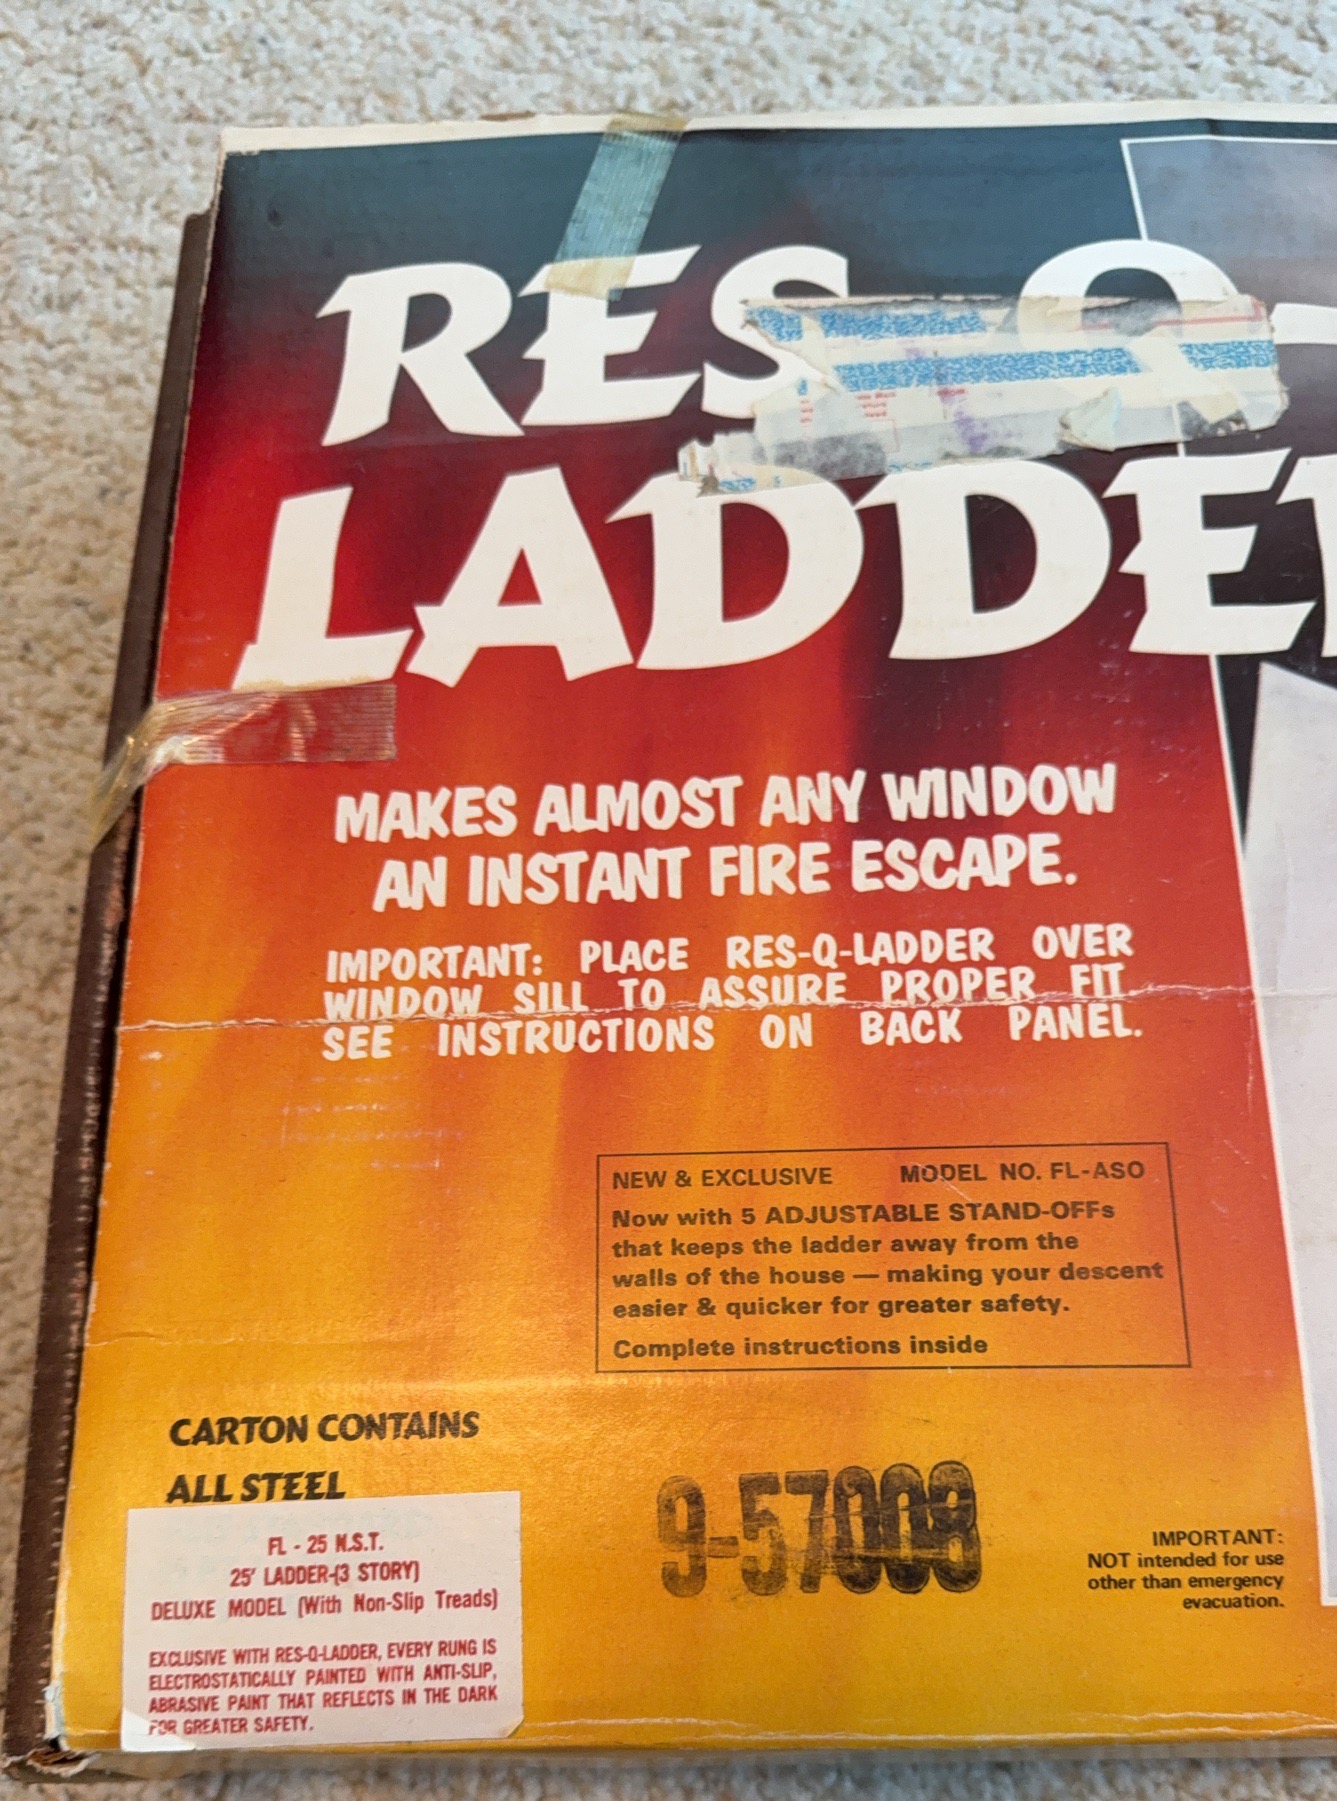 RES-Q-
LADDER
MAKES ALMOST ANY WINDOW
AN INSTANT FIRE ESCAPE.
IMPORTANT: PLACE RES-Q-LADDER OVER
WINDOW SILL TO ASSURE PROPER FIT.
SEE INSTRUCTIONS ON BACK PANEL.
NEW & EXCLUSIVE MODEL NO. FL-ASO
Now with 5 ADJUSTABLE STAND-OFFs
that keeps the ladder away from the
walls of the house — making your descent
easier & quicker for greater safety.
Complete instructions inside
CARTON CONTAINS
ALL STEEL
FL - 25 N.S.T.
25' LADDER-(3 STORY)
DELUXE MODEL (With Non-Slip Treads)
EXCLUSIVE WITH RES-Q-LADDER, EVERY RUNG IS
ELECTROSTATICALLY PAINTED WITH ANTI-SLIP,
ABRASIVE PAINT THAT REFLECTS IN THE DARK
FOR GREATER SAFETY.
9-57008
IMPORTANT:
NOT intended for use
other than emergency
evacuation.